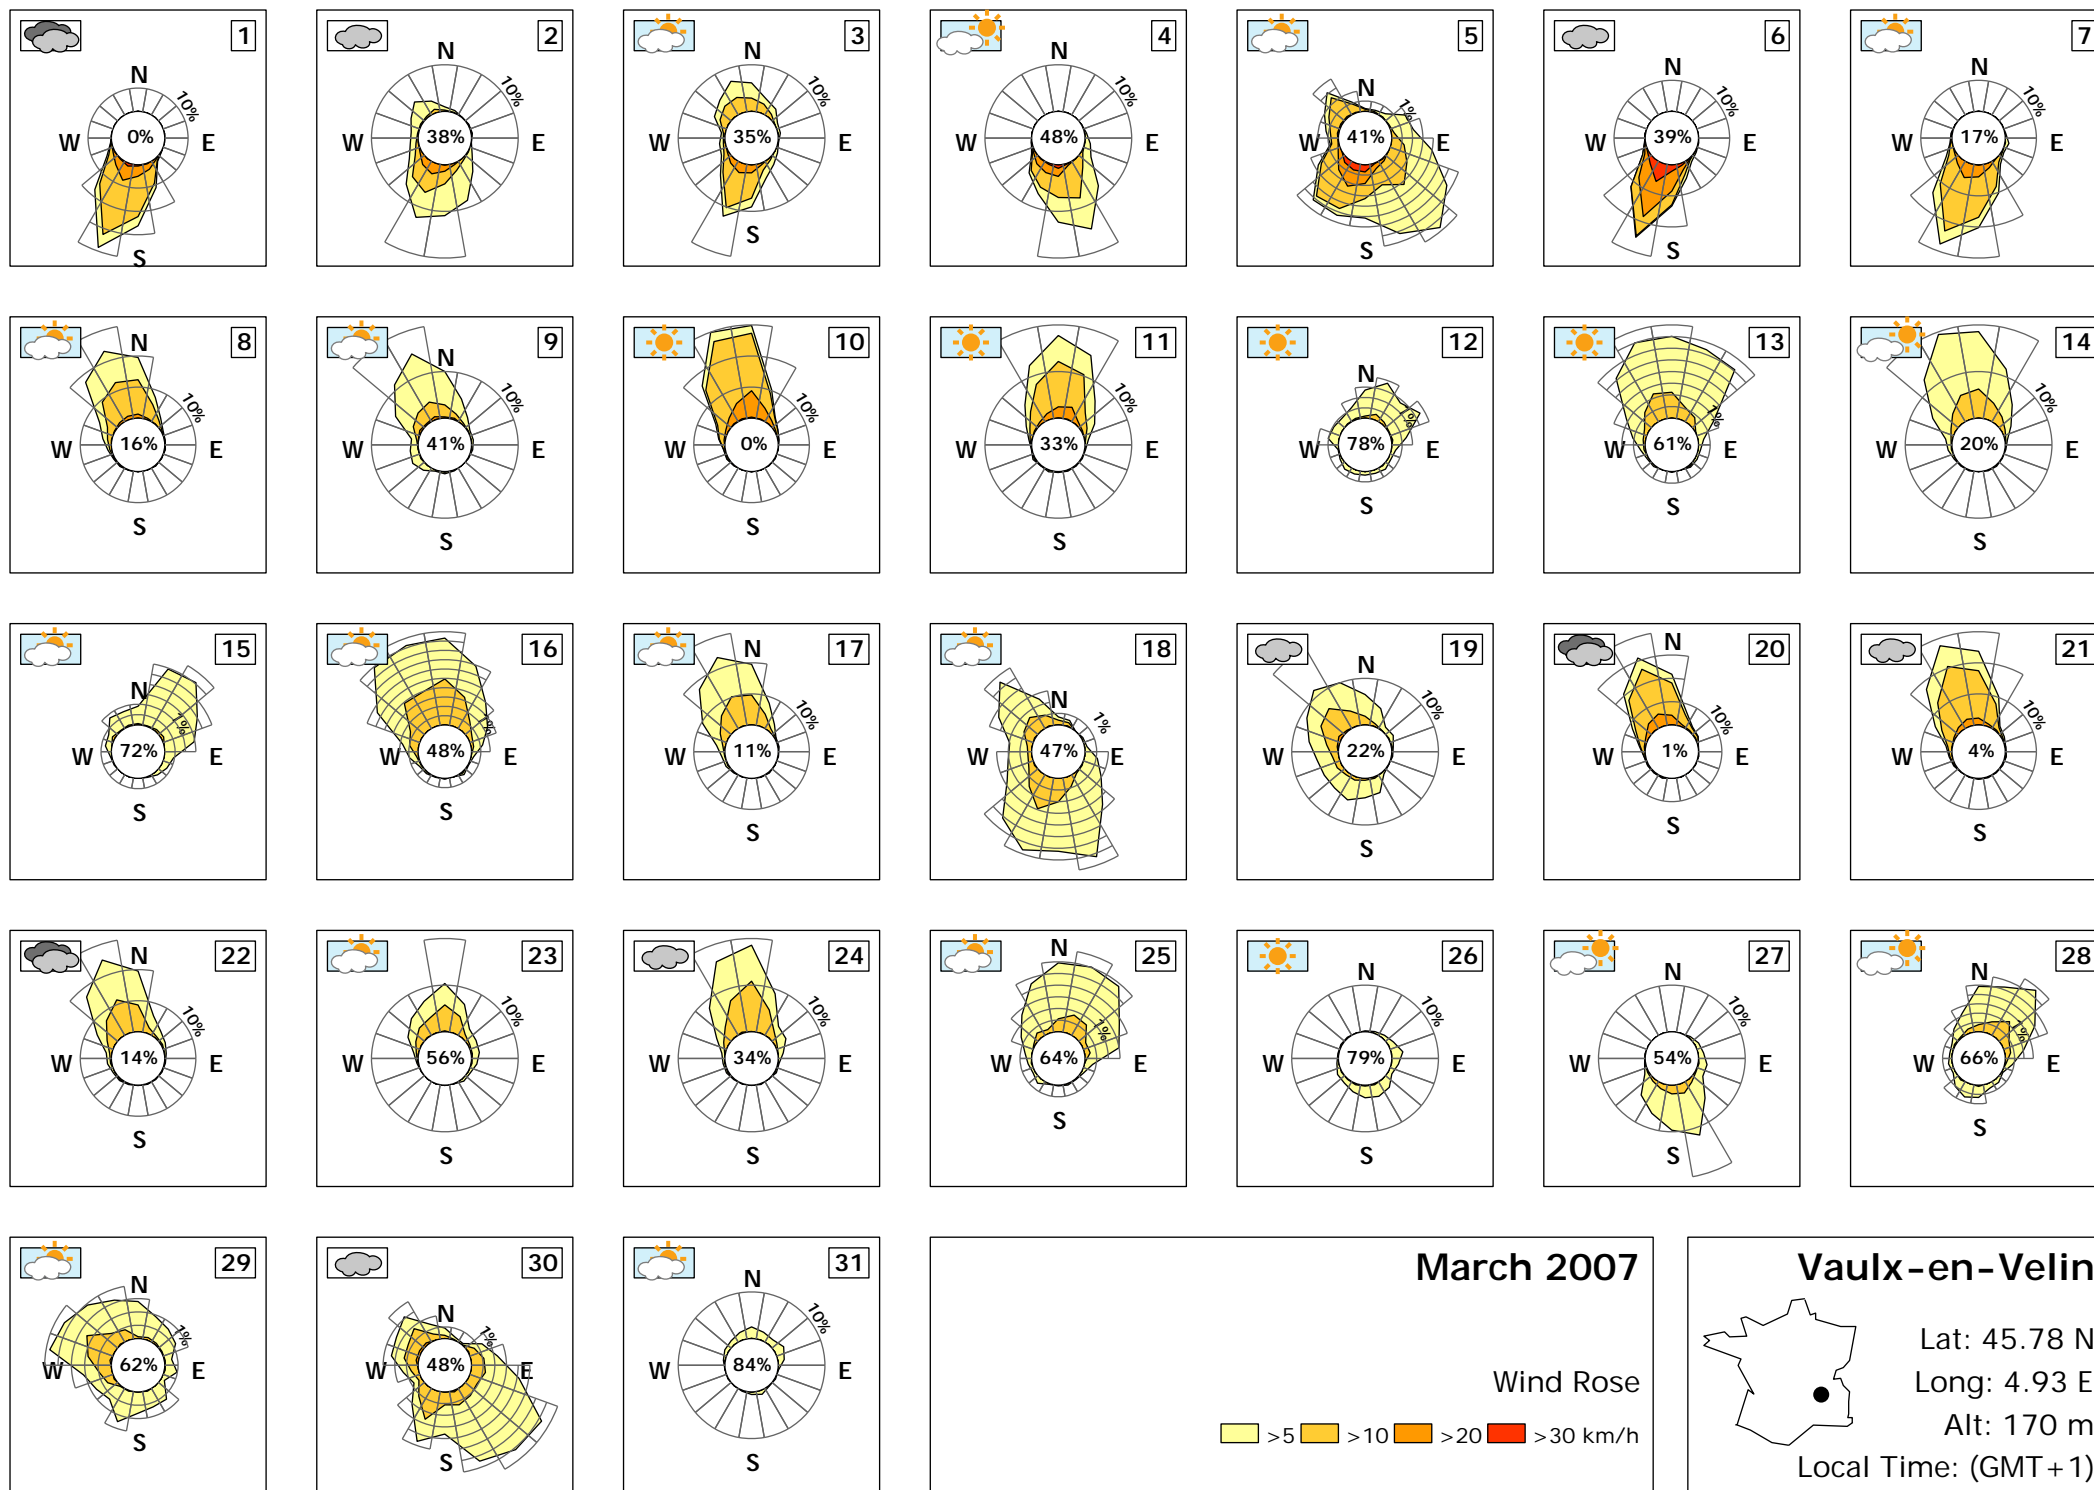 1 2 3 4 5 6 7
N 10% W 0% E S
N 10% W 38% E
N 10% W 35% E S
N 10% W 48% E
N 1% W 41% E S
N 10% W 39% E S
N 10% W 17% E S
8 9 10 11 12 13 14
N 10% W 16% E S
N 10% W 41% E S
10% W 0% E S
10% W 33% E S
N 1% W 78% E S
1% W 61% E S
10% W 20% E S
15 16 17 18 19 20 21
N 1% W 72% E S
1% W 48% E S
N 10% W 11% E S
N 1% W 47% E
10% W 22% E S
N 10% W 1% E S
10% W 4% E S
22 23 24 25 26 27 28
N 10% W 14% E S
10% W 56% E S
10% W 34% E S
N 1% W 64% E S
N 10% W 79% E S
N 10% W 54% E S
N 1% W 66% E S
29 30 31
N 1% W 62% E S
N 1% W 48% E S
N 10% W 84% E S
March 2007
Wind Rose
>5 >10 >20 >30 km/h
Vaulx-en-Velin
Lat: 45.78 N
Long: 4.93 E
Alt: 170 m
Local Time: (GMT+1)